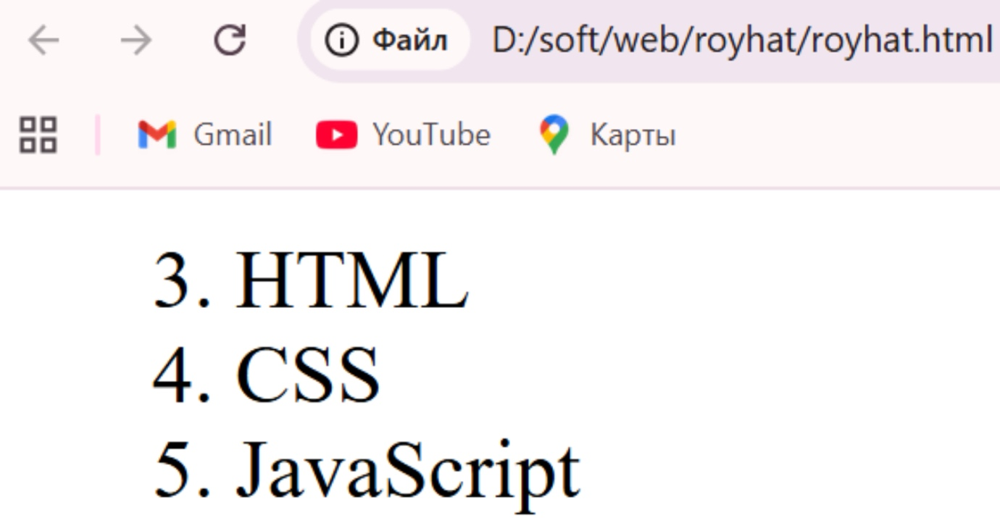 Файл D:/soft/web/royhat/royhat.html
Gmail YouTube Карты
3. HTML
4. CSS
5. JavaScript